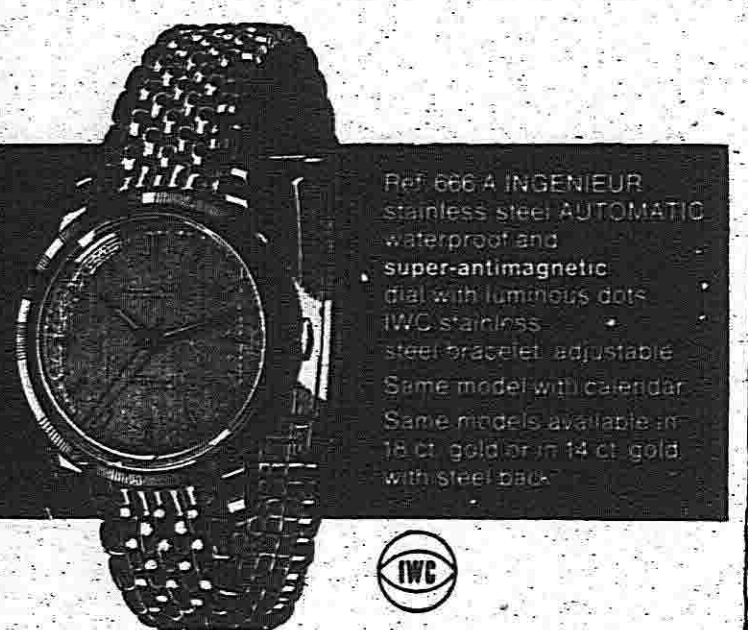 Ref. 666 A INGENIEUR
stainless steel AUTOMATIC
waterproof and
super-antimagnetic
dial with luminous dots
IWC stainless
steel bracelet, adjustable
Same model with calendar
Same models available in
18 ct. gold or in 14 ct. gold
with steel back
IWC